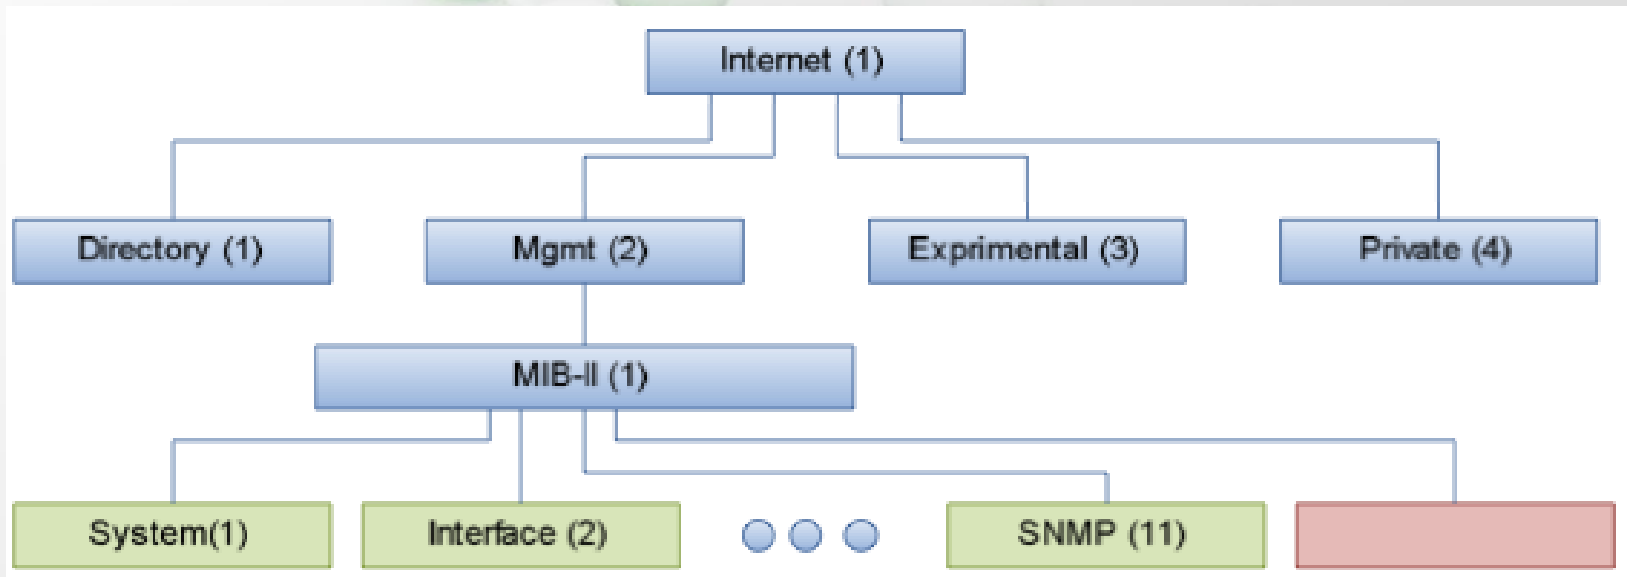 Internet (1)
Directory (1)
Mgmt (2)
Exprimental (3)
Private (4)
MIB-II (1)
System(1)
Interface (2)
SNMP (11)